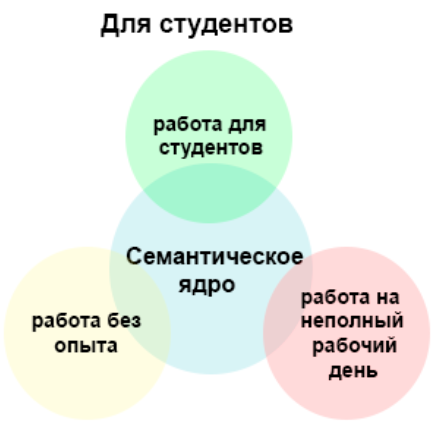 Для студентов
работа для
студентов
Семантическое
ядро
работа без
опыта
работа на
неполный
рабочий
день